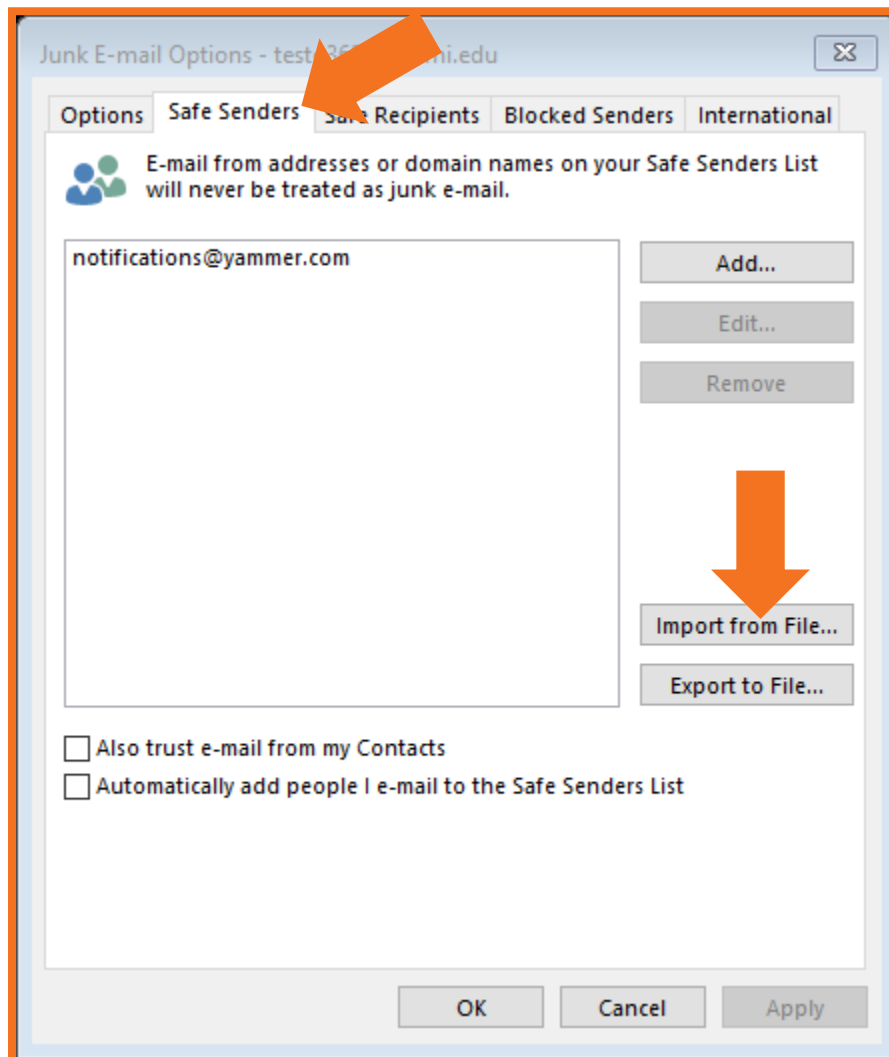 Junk E-mail Options - test ni.edu
Options Safe Senders Safe Recipients Blocked Senders International
E-mail from addresses or domain names on your Safe Senders List
will never be treated as junk e-mail.
notifications@yammer.com
Add...
Edit...
Remove
Import from File...
Export to File...
Also trust e-mail from my Contacts
Automatically add people I e-mail to the Safe Senders List
OK Cancel Apply